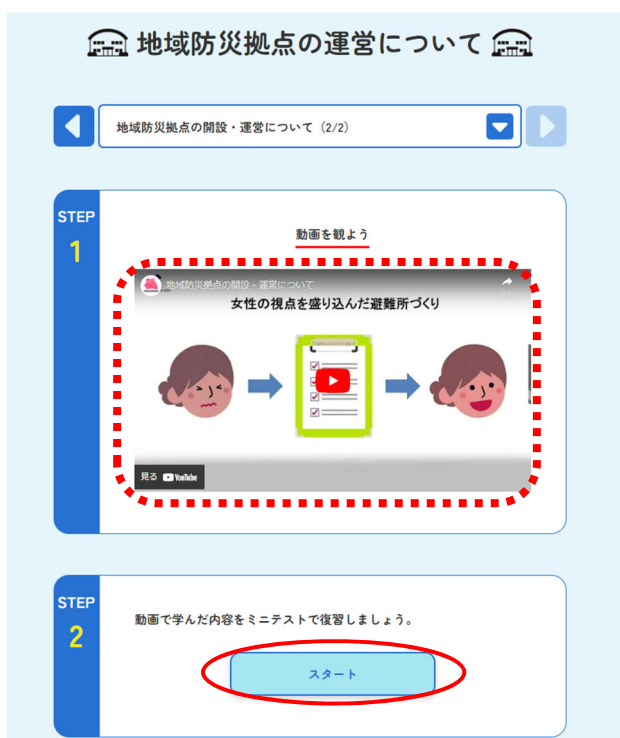 地域防災拠点の運営について
地域防災拠点の開設・運営について（2/2）
STEP
1
動画を観よう
地域防災拠点の開設・運営について
女性の視点を盛り込んだ避難所づくり
見る YouTube
STEP
2
動画で学んだ内容をミニテストで復習しましょう。
スタート